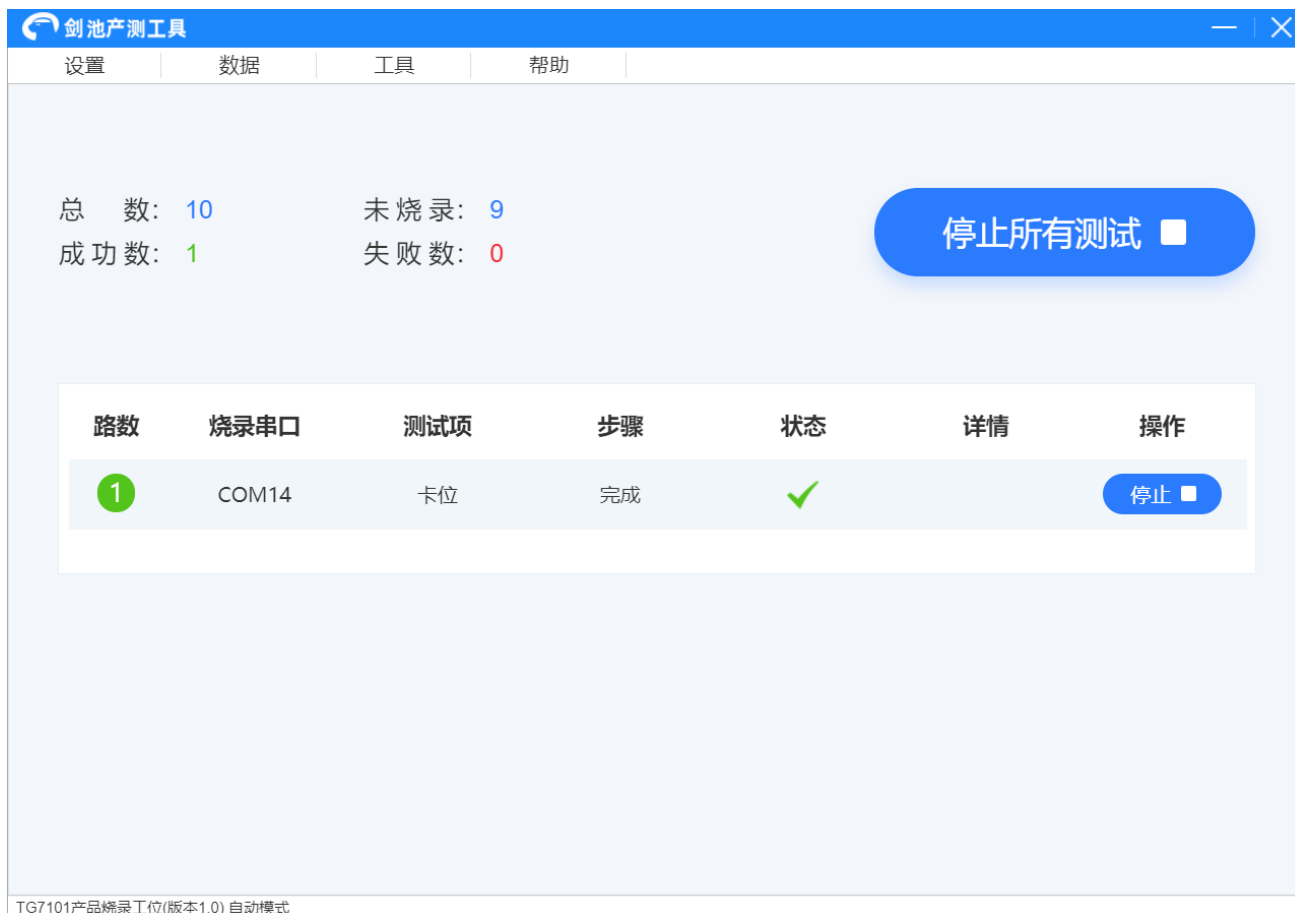 剑池产测工具
设置 数据 工具 帮助
总 数： 10 未烧录： 9
成功数： 1 失败数： 0
停止所有测试
路数 烧录串口 测试项 步骤 状态 详情 操作
1 COM14 卡位 完成 停止
TG7101产品烧录工位(版本1.0) 自动模式